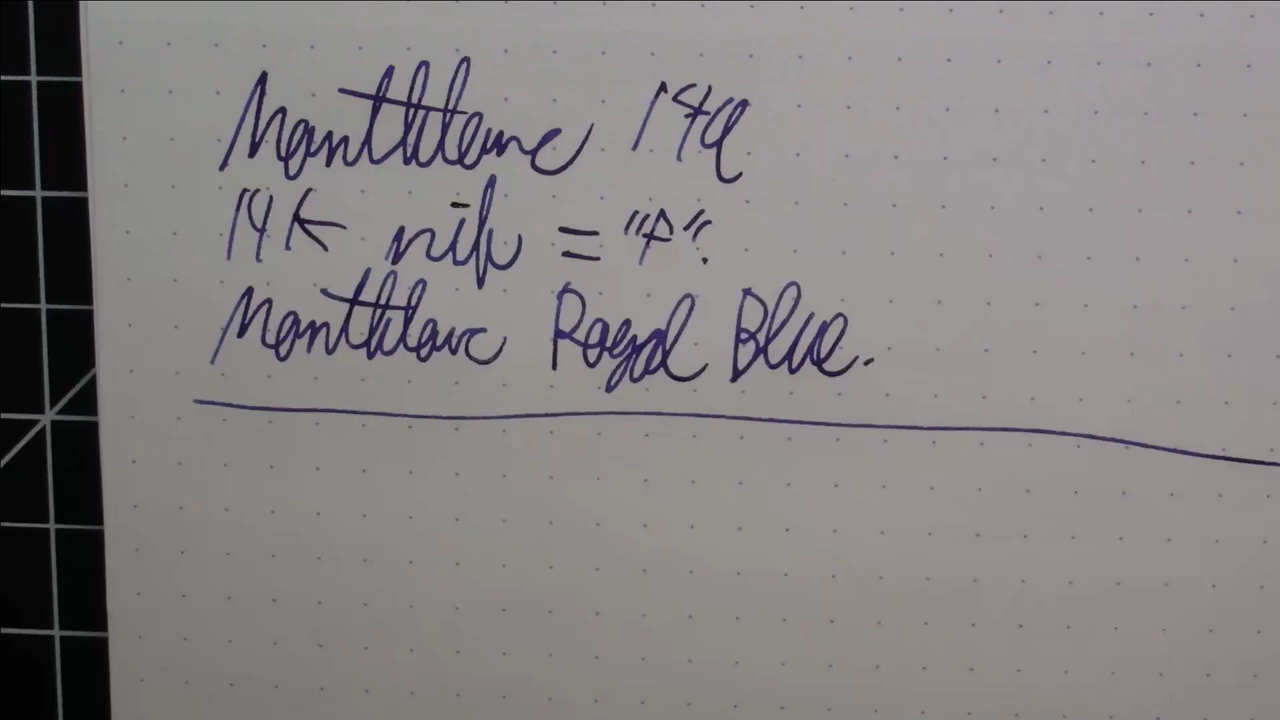 Montblanc 149
14K nib = "F".
Montblanc Royal Blue.